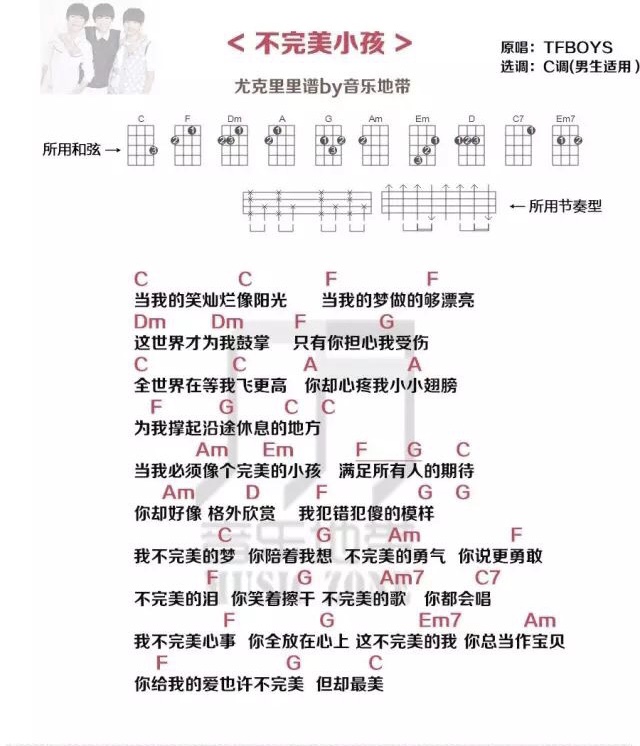 < 不完美小孩 >
原唱：TFBOYS
选调：C调(男生适用)
尤克里里谱by音乐地带
C F Dm A G Am Em D C7 Em7
所用和弦 →
← 所用节奏型
C C F F
当我的笑灿烂像阳光 当我的梦做的够漂亮
Dm Dm F G
这世界才为我鼓掌 只有你担心我受伤
C C A A
全世界在等我飞更高 你却心疼我小小翅膀
F G C C
为我撑起沿途休息的地方
Am Em F G C
当我必须像个完美的小孩 满足所有人的期待
Am D F G G
你却好像 格外欣赏 我犯错犯傻的模样
C G Am F
我不完美的梦 你陪着我想 不完美的勇气 你说更勇敢
F G Am7 C7
不完美的泪 你笑着擦干 不完美的歌 你都会唱
F G Em7 Am
我不完美心事 你全放在心上 这不完美的我 你总当作宝贝
F G C
你给我的爱也许不完美 但却最美
音乐地带
MUSIC ZONE